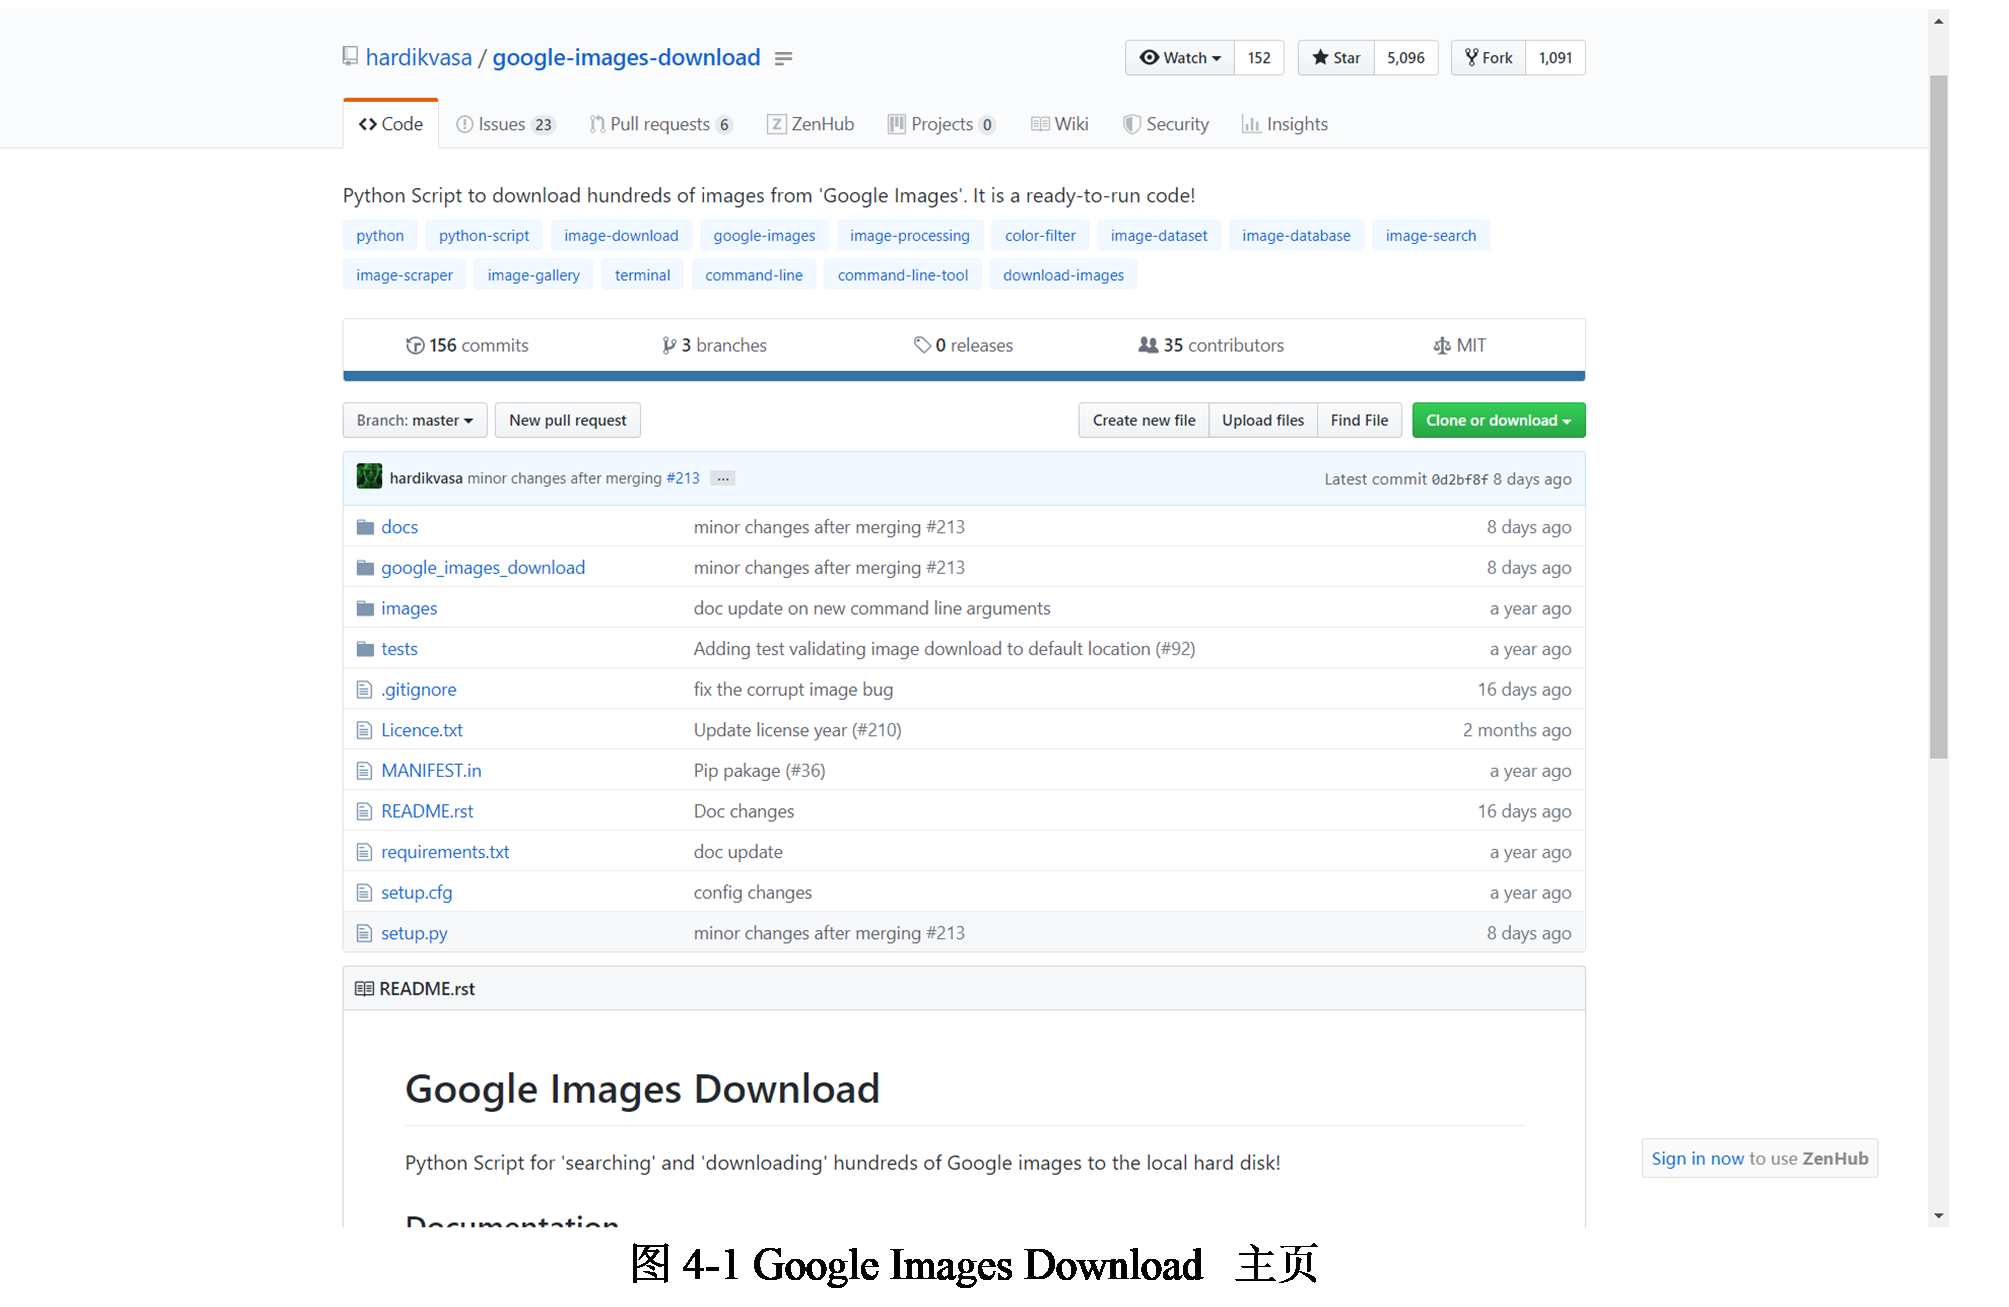 hardikvasa / google-images-download Watch 152 Star 5,096 Fork 1,091
Code Issues 23 Pull requests 6 ZenHub Projects 0 Wiki Security Insights
Python Script to download hundreds of images from 'Google Images'. It is a ready-to-run code!
python python-script image-download google-images image-processing color-filter image-dataset image-database image-search
image-scraper image-gallery terminal command-line command-line-tool download-images
156 commits 3 branches 0 releases 35 contributors MIT
Branch: master New pull request Create new file Upload files Find File Clone or download
hardikvasa minor changes after merging #213 ... Latest commit 0d2bf8f 8 days ago
docs minor changes after merging #213 8 days ago
google_images_download minor changes after merging #213 8 days ago
images doc update on new command line arguments a year ago
tests Adding test validating image download to default location (#92) a year ago
.gitignore fix the corrupt image bug 16 days ago
Licence.txt Update license year (#210) 2 months ago
MANIFEST.in Pip pakage (#36) a year ago
README.rst Doc changes 16 days ago
requirements.txt doc update a year ago
setup.cfg config changes a year ago
setup.py minor changes after merging #213 8 days ago
README.rst
Google Images Download
Python Script for 'searching' and 'downloading' hundreds of Google images to the local hard disk!
Sign in now to use ZenHub
Documentation
图 4-1 Google Images Download 主页